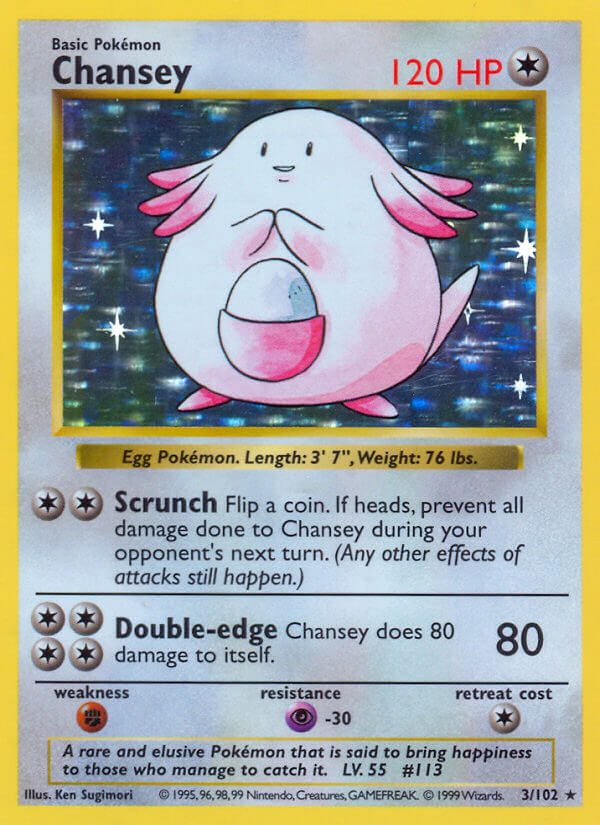 Basic Pokémon
Chansey 120 HP
Egg Pokémon. Length: 3' 7", Weight: 76 lbs.
Scrunch Flip a coin. If heads, prevent all
damage done to Chansey during your
opponent's next turn. (Any other effects of
attacks still happen.)
Double-edge Chansey does 80 80
damage to itself.
weakness resistance retreat cost
-30
A rare and elusive Pokémon that is said to bring happiness
to those who manage to catch it. LV. 55 #113
Illus. Ken Sugimori © 1995, 96, 98, 99 Nintendo, Creatures, GAMEFREAK. © 1999 Wizards. 3/102 ★